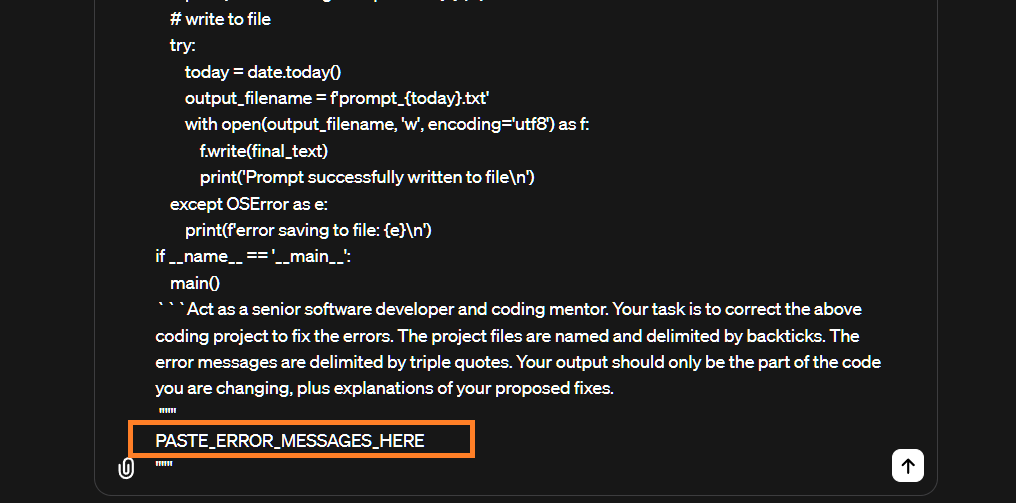 # write to file
try:
today = date.today()
output_filename = f'prompt_{today}.txt'
with open(output_filename, 'w', encoding='utf8') as f:
f.write(final_text)
print('Prompt successfully written to file\n')
except OSError as e:
print(f'error saving to file: {e}\n')
if __name__ == '__main__':
main()
```Act as a senior software developer and coding mentor. Your task is to correct the above
coding project to fix the errors. The project files are named and delimited by backticks. The
error messages are delimited by triple quotes. Your output should only be the part of the code
you are changing, plus explanations of your proposed fixes.
"""
PASTE_ERROR_MESSAGES_HERE
"""